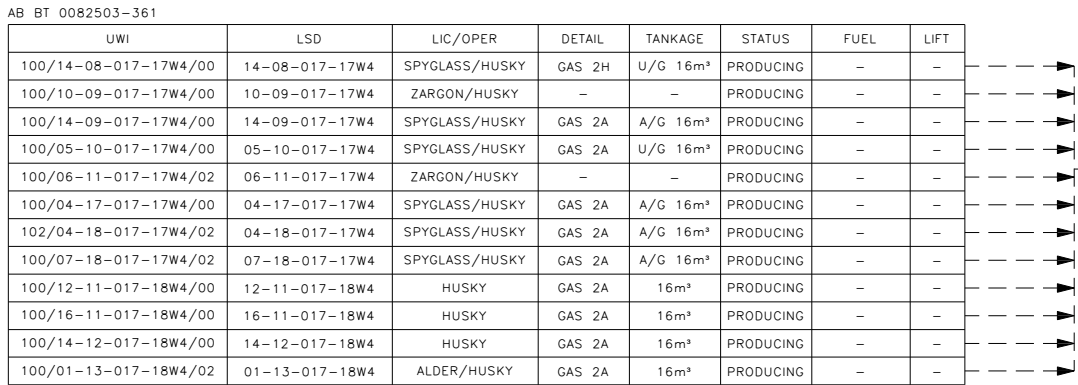 AB BT 0082503-361
UWI LSD LIC/OPER DETAIL TANKAGE STATUS FUEL LIFT
100/14-08-017-17W4/00 14-08-017-17W4 SPYGLASS/HUSKY GAS 2H U/G 16m³ PRODUCING - -
100/10-09-017-17W4/00 10-09-017-17W4 ZARGON/HUSKY - - PRODUCING - -
100/14-09-017-17W4/00 14-09-017-17W4 SPYGLASS/HUSKY GAS 2A A/G 16m³ PRODUCING - -
100/05-10-017-17W4/00 05-10-017-17W4 SPYGLASS/HUSKY GAS 2A U/G 16m³ PRODUCING - -
100/06-11-017-17W4/02 06-11-017-17W4 ZARGON/HUSKY - - PRODUCING - -
100/04-17-017-17W4/00 04-17-017-17W4 SPYGLASS/HUSKY GAS 2A A/G 16m³ PRODUCING - -
102/04-18-017-17W4/02 04-18-017-17W4 SPYGLASS/HUSKY GAS 2A A/G 16m³ PRODUCING - -
100/07-18-017-17W4/02 07-18-017-17W4 SPYGLASS/HUSKY GAS 2A A/G 16m³ PRODUCING - -
100/12-11-017-18W4/00 12-11-017-18W4 HUSKY GAS 2A 16m³ PRODUCING - -
100/16-11-017-18W4/00 16-11-017-18W4 HUSKY GAS 2A 16m³ PRODUCING - -
100/14-12-017-18W4/00 14-12-017-18W4 HUSKY GAS 2A 16m³ PRODUCING - -
100/01-13-017-18W4/02 01-13-017-18W4 ALDER/HUSKY GAS 2A 16m³ PRODUCING - -